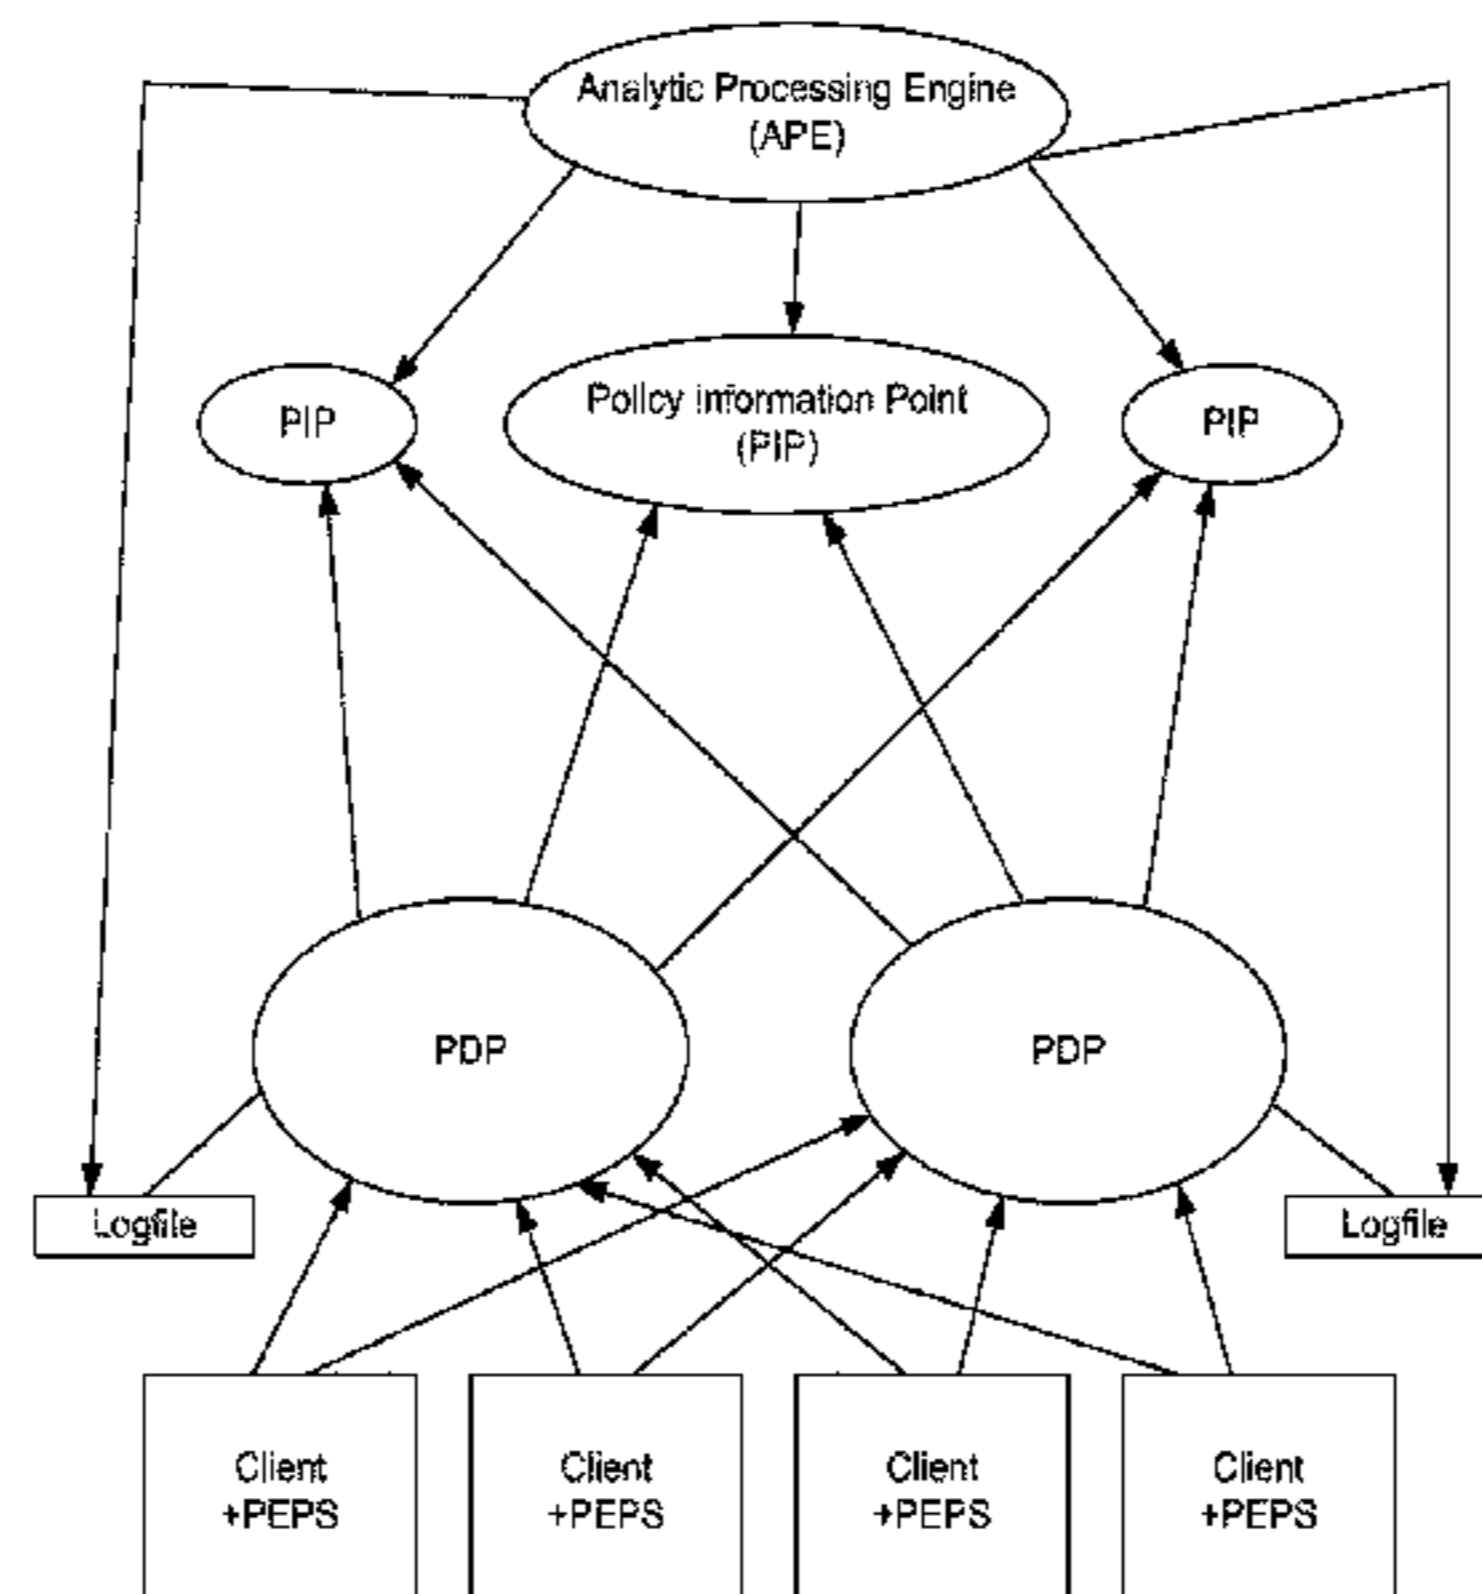 Analytic Processing Engine
(APE)
PIP
Policy Information Point
(PIP)
PIP
PDP
PDP
Logfile
Logfile
Client
+PEPS
Client
+PEPS
Client
+PEPS
Client
+PEPS